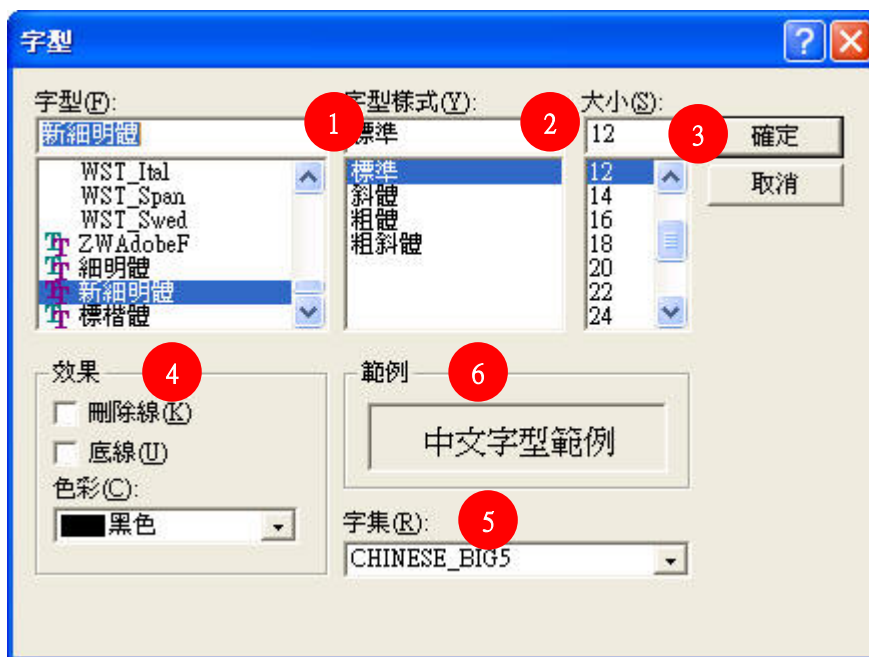 字型
字型(F):
新細明體
WST_Ital
WST_Span
WST_Swed
ZWAdobeF
細明體
新細明體
標楷體
1
字型樣式(Y):
標準
標準
斜體
粗體
粗斜體
2
大小(S):
12
12
14
16
18
20
22
24
3
確定
取消
效果
4
刪除線(K)
底線(U)
色彩(C):
黑色
範例
6
中文字型範例
字集(R):
5
CHINESE_BIG5